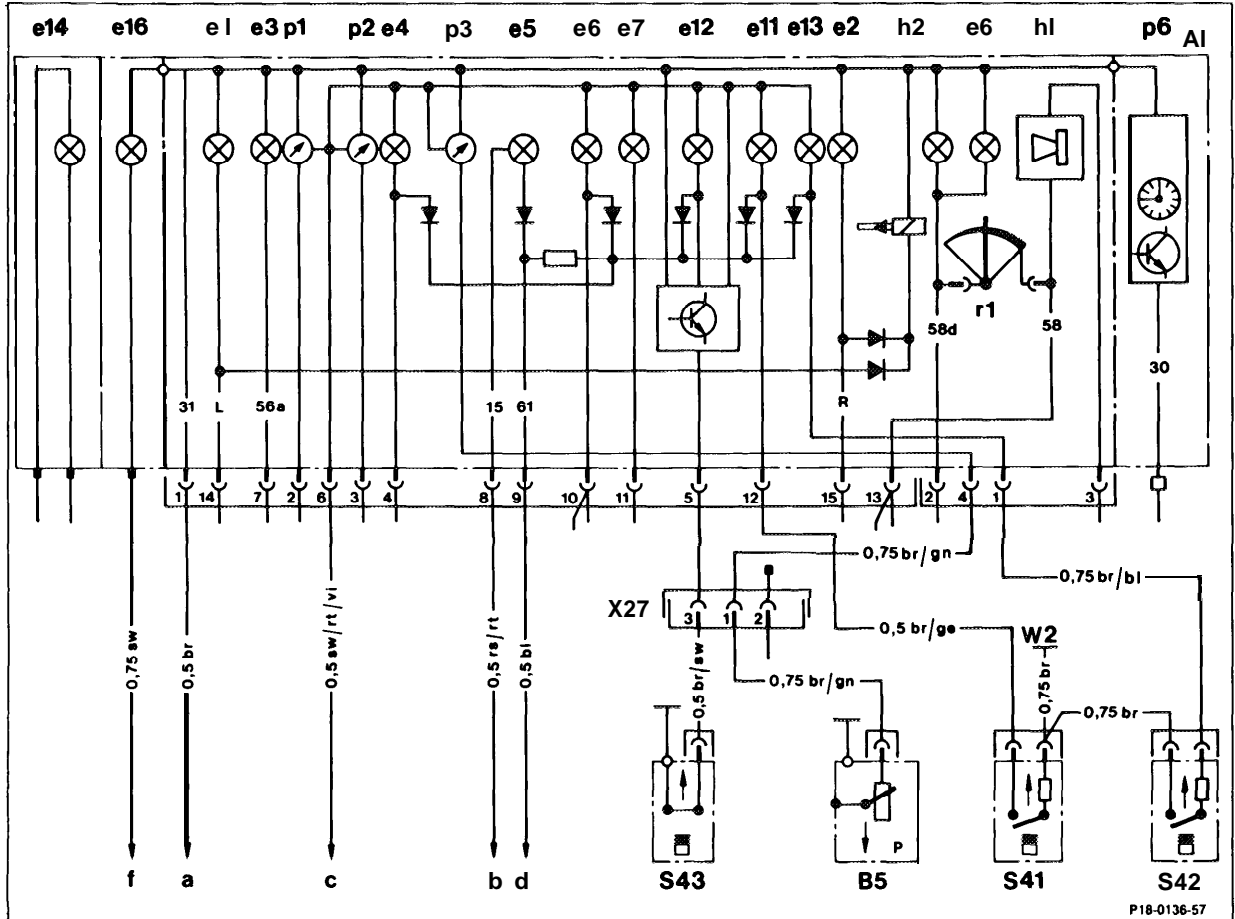 e14 e16 el e3 p1 p2 e4 p3 e5 e6 e7 e12 e11 e13 e2 h2 e6 hl p6 AI
r1
58d 58
30
31 L 56a 15 61 R
1 14 7 2 6 3 4 8 9 10 11 5 12 15 13 2 4 1 3
0,75 br/gn
0,75 br/bl
X27 3 1 2
0,5 br/ge W2
0,75 sw 0,5 br 0,5 sw/rt/vi 0,5 rs/rt 0,5 bl 0,5 br/sw 0,75 br/gn 0,75 br 0,75 br
P
f a c b d S43 B5 S41 S42
P18-0136-57